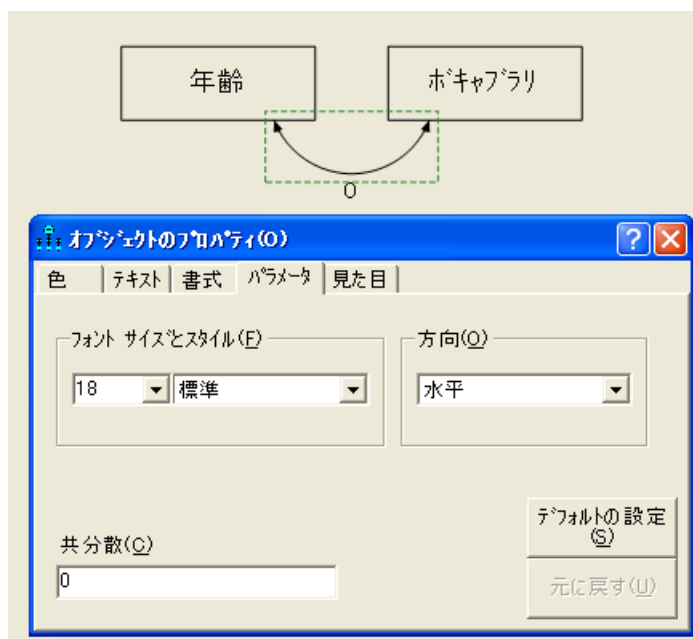 年齢 ボキャブラリ
0
オブジェクトのプロパティ(O)
色 テキスト 書式 パラメータ 見た目
フォント サイズとスタイル(F) 方向(O)
18 標準 水平
デフォルトの設定
(S)
共分散(C)
0
元に戻す(U)